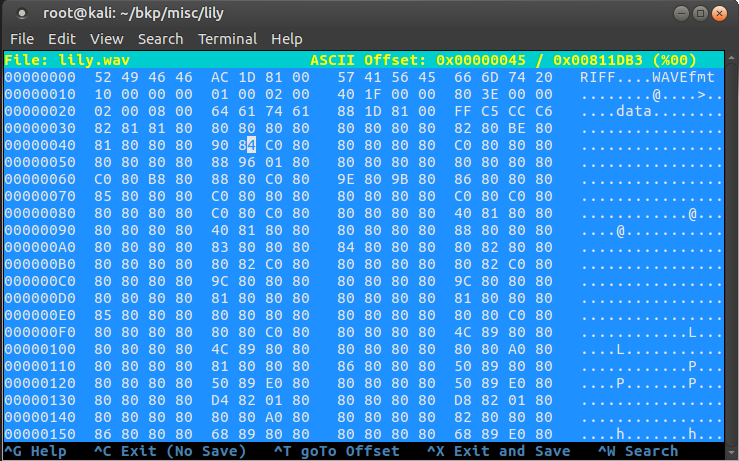 root@kali: ~/bkp/misc/lily
File Edit View Search Terminal Help
File: lily.wav ASCII Offset: 0x00000045 / 0x00811DB3 (%00)
00000000 52 49 46 46 AC 1D 81 00 57 41 56 45 66 6D 74 20 RIFF....WAVEfmt
00000010 10 00 00 00 01 00 02 00 40 1F 00 00 80 3E 00 00 ........@....>..
00000020 02 00 08 00 64 61 74 61 88 1D 81 00 FF C5 CC C6 ....data........
00000030 82 81 81 80 80 80 80 80 80 80 80 80 82 80 BE 80 ................
00000040 81 80 80 80 90 84 C0 80 80 80 80 80 C0 80 80 80 ................
00000050 80 80 80 80 88 96 01 80 80 80 80 80 80 80 80 80 ................
00000060 C0 80 B8 80 88 80 C0 80 9E 80 9B 80 86 80 80 80 ................
00000070 85 80 80 80 C0 80 80 80 80 80 80 80 C0 80 C0 80 ................
00000080 80 80 80 80 C0 80 C0 80 80 80 80 80 40 81 80 80 ............@...
00000090 80 80 80 80 40 81 80 80 80 80 80 80 88 80 80 80 ....@...........
000000A0 80 80 80 80 83 80 80 80 84 80 80 80 80 82 80 80 ................
000000B0 80 80 80 80 80 82 C0 80 80 80 80 80 80 82 C0 80 ................
000000C0 80 80 80 80 9C 80 80 80 80 80 80 80 9C 80 80 80 ................
000000D0 80 80 80 80 81 80 80 80 80 80 80 80 81 80 80 80 ................
000000E0 85 80 80 80 80 80 80 80 80 80 80 80 80 80 C0 80 ................
000000F0 80 80 80 80 80 80 C0 80 80 80 80 80 4C 89 80 80 ............L...
00000100 80 80 80 80 4C 89 80 80 80 80 80 80 80 80 A0 80 ....L...........
00000110 80 80 80 80 81 80 80 80 86 80 80 80 50 89 80 80 ............P...
00000120 80 80 80 80 50 89 E0 80 80 80 80 80 50 89 E0 80 ....P.......P...
00000130 80 80 80 80 D4 82 01 80 80 80 80 80 D8 82 01 80 ................
00000140 80 80 80 80 80 80 A0 80 80 80 80 80 82 80 80 80 ................
00000150 86 80 80 80 68 89 80 80 80 80 80 80 68 89 E0 80 ....h.......h...
^G Help ^C Exit (No Save) ^T goTo Offset ^X Exit and Save ^W Search